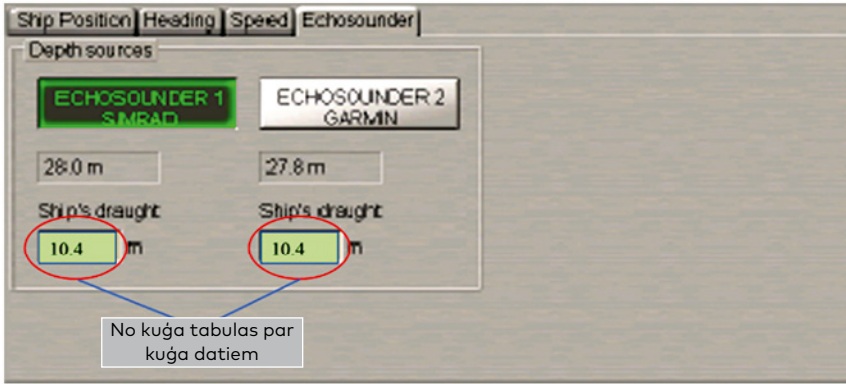 Ship Position Heading Speed Echosounder
Depth sources
ECHOSOUNDER 1 ECHOSOUNDER 2
SIMRAD GARMIN
28.0 m 27.8 m
Ship's draught Ship's draught
10.4 m 10.4 m
No kuģa tabulas par
kuģa datiem